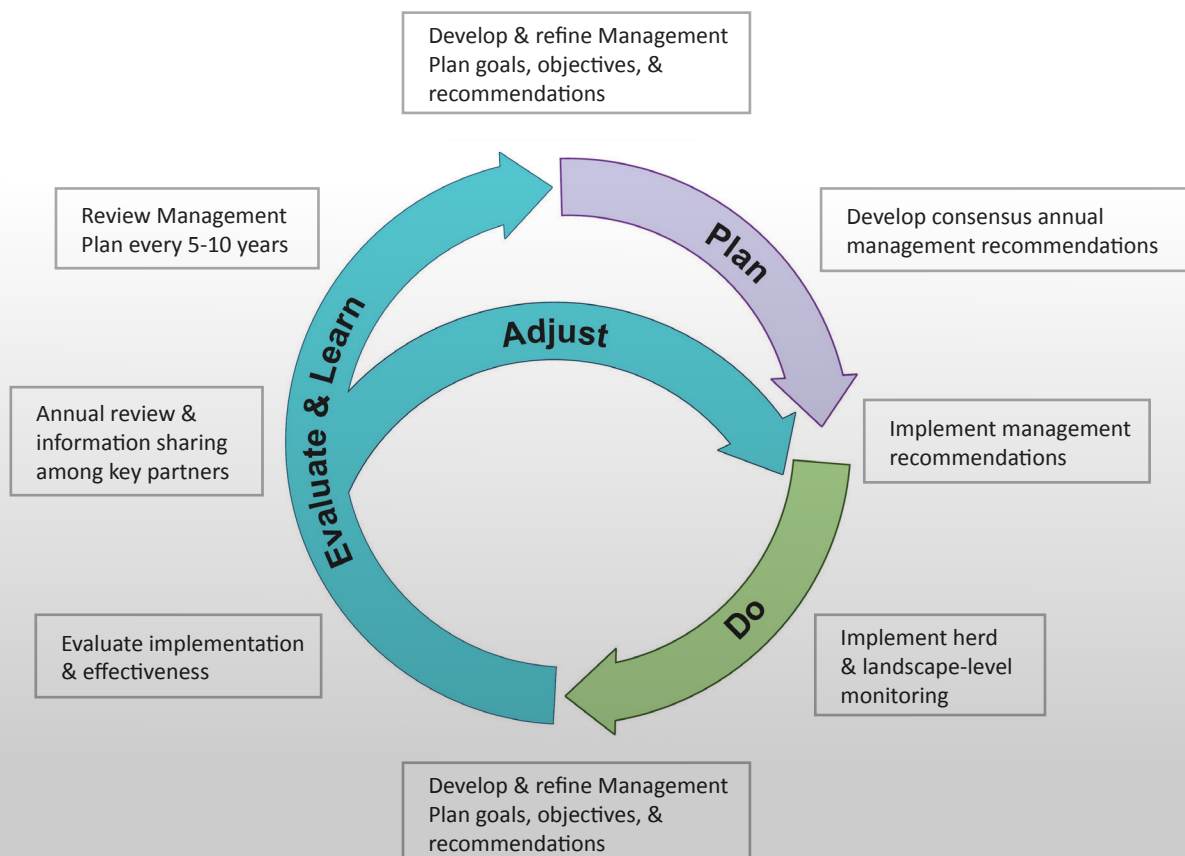 Develop & refine Management
Plan goals, objectives, &
recommendations
Review Management
Plan every 5-10 years
Plan
Develop consensus annual
management recommendations
Adjust
Evaluate & Learn
Annual review &
information sharing
among key partners
Implement management
recommendations
Do
Evaluate implementation
& effectiveness
Implement herd
& landscape-level
monitoring
Develop & refine Management
Plan goals, objectives, &
recommendations